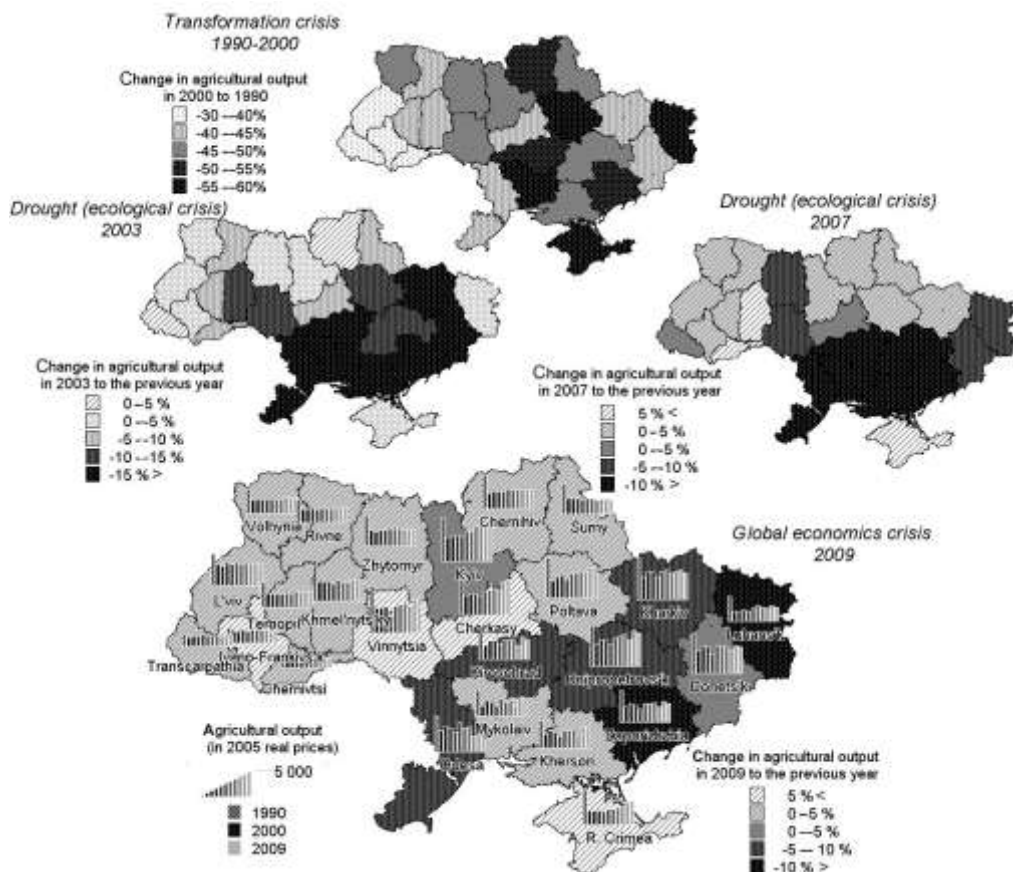 Transformation crisis
1990-2000
Change in agricultural output
in 2000 to 1990
-30 —40%
-40 —45%
-45 —50%
-50 —55%
-55 —60%
Drought (ecological crisis)
2003
Change in agricultural output
in 2003 to the previous year
0 –5 %
0 —5 %
-5 —10 %
-10 —15 %
-15 % >
Drought (ecological crisis)
2007
Change in agricultural output
in 2007 to the previous year
5 % <
0 –5 %
0 —5 %
-5 —10 %
-10 % >
Global economics crisis
2009
Volhynia
Rivne
Zhytomyr
Kyiv
Chernihiv
Sumy
L'viv
Ternopil
Khmel'nyts'kyy
Vinnytsia
Cherkasy
Poltava
Kharkiv
Luhansk
Transcarpathia
Ivano-Frankivs'k
Chernivtsi
Donets'k
Mykolaiv
Odesa
Kherson
A. R. Crimea
Agricultural output
(in 2005 real prices)
5 000
1990
2000
2009
Change in agricultural output
in 2009 to the previous year
5 % <
0 –5 %
0 —5 %
-5 — 10 %
-10 % >